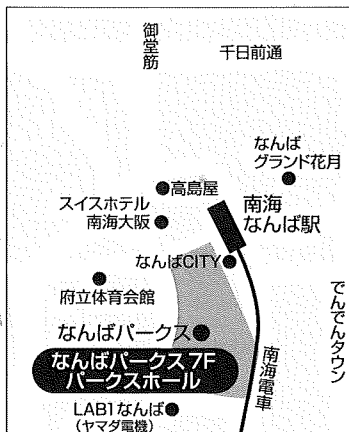 御堂筋
千日前通
なんば
グランド花月
高島屋
スイスホテル
南海大阪
南海
なんば駅
なんばCITY
府立体育会館
でんでんタウン
なんばパークス
なんばパークス 7F
パークスホール
南海電車
LAB1なんば
(ヤマダ電機)